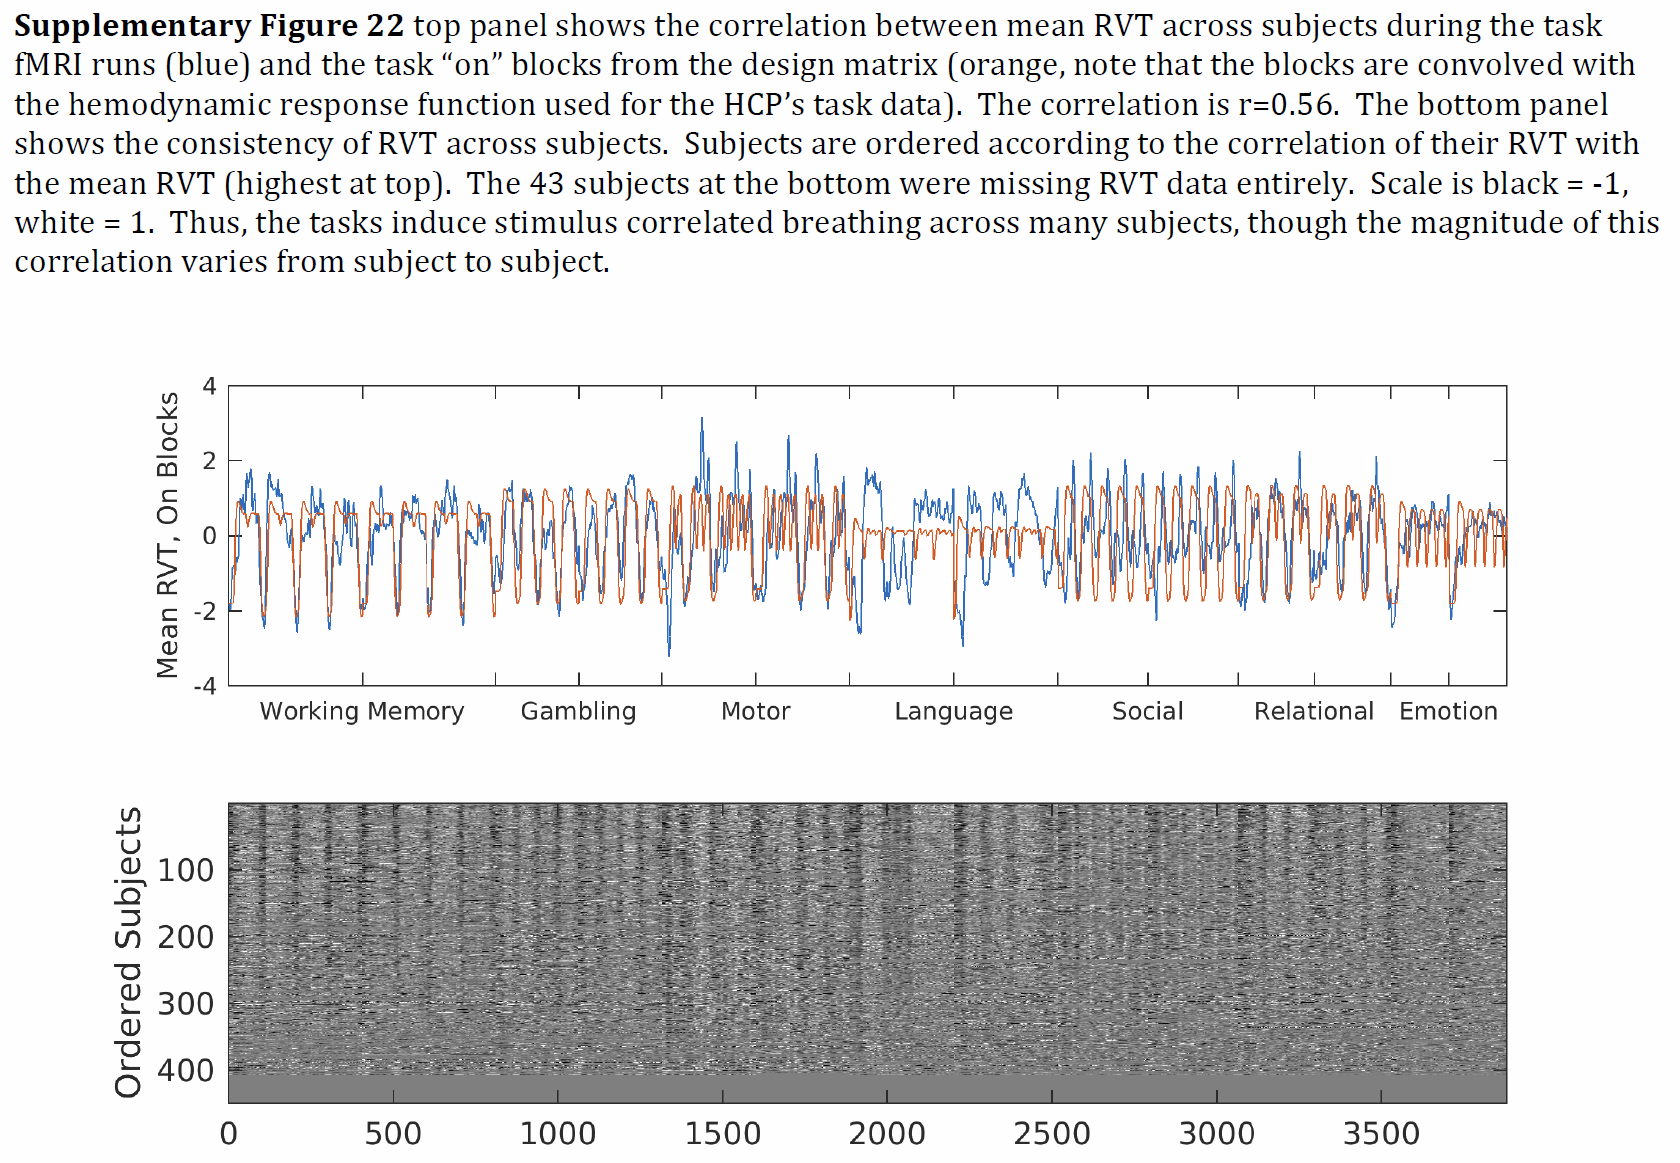 Supplementary Figure 22 top panel shows the correlation between mean RVT across subjects during the task
fMRI runs (blue) and the task “on” blocks from the design matrix (orange, note that the blocks are convolved with
the hemodynamic response function used for the HCP’s task data).  The correlation is r=0.56.  The bottom panel
shows the consistency of RVT across subjects.  Subjects are ordered according to the correlation of their RVT with
the mean RVT (highest at top).  The 43 subjects at the bottom were missing RVT data entirely.  Scale is black = -1,
white = 1.  Thus, the tasks induce stimulus correlated breathing across many subjects, though the magnitude of this
correlation varies from subject to subject.
Mean RVT, On Blocks
4
2
0
-2
-4
Working Memory Gambling Motor Language Social Relational Emotion
Ordered Subjects
100
200
300
400
0 500 1000 1500 2000 2500 3000 3500